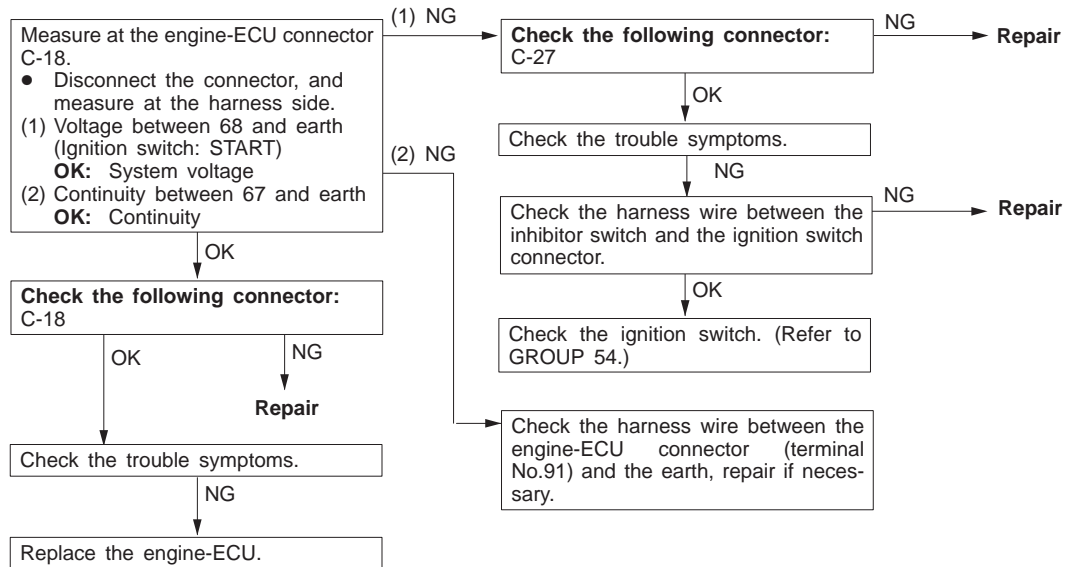 Measure at the engine-ECU connector
C-18.
● Disconnect the connector, and
measure at the harness side.
(1) Voltage between 68 and earth
(Ignition switch: START)
OK: System voltage
(2) Continuity between 67 and earth
OK: Continuity
(1) NG
Check the following connector:
C-27
NG
Repair
OK
Check the trouble symptoms.
NG
Check the harness wire between the
inhibitor switch and the ignition switch
connector.
NG
Repair
OK
Check the ignition switch. (Refer to
GROUP 54.)
(2) NG
Check the harness wire between the
engine-ECU connector (terminal
No.91) and the earth, repair if neces-
sary.
OK
Check the following connector:
C-18
OK
NG
Repair
Check the trouble symptoms.
NG
Replace the engine-ECU.